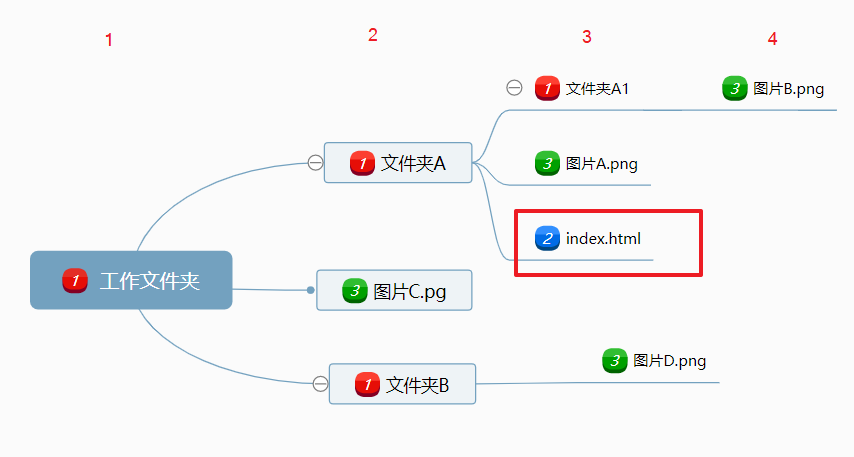 1
2
3
4
1 文件夹A1
3 图片B.png
1 文件夹A
3 图片A.png
2 index.html
1 工作文件夹
3 图片C.pg
3 图片D.png
1 文件夹B